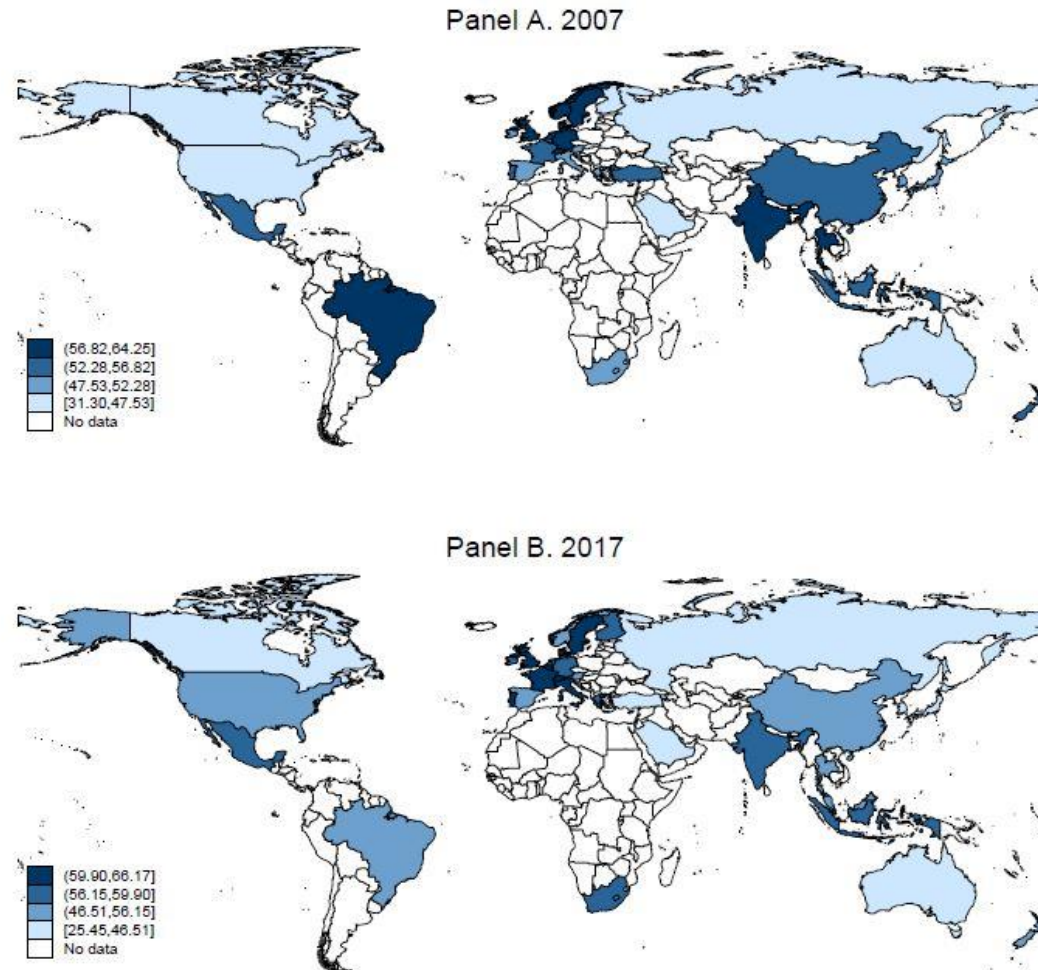 Panel A. 2007
(56.82,64.25]
(52.28,56.82]
(47.53,52.28]
[31.30,47.53]
No data
Panel B. 2017
(59.90,66.17]
(56.15,59.90]
(46.51,56.15]
[25.45,46.51]
No data